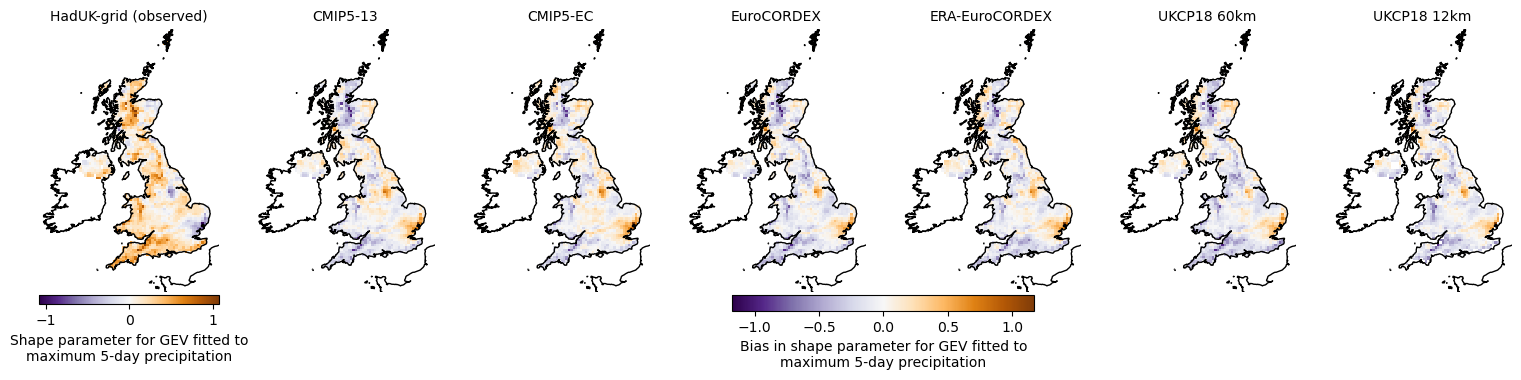 HadUK-grid (observed)
CMIP5-13
CMIP5-EC
EuroCORDEX
ERA-EuroCORDEX
UKCP18 60km
UKCP18 12km
−1 0 1
Shape parameter for GEV fitted to
maximum 5-day precipitation
−1.0 −0.5 0.0 0.5 1.0
Bias in shape parameter for GEV fitted to
maximum 5-day precipitation